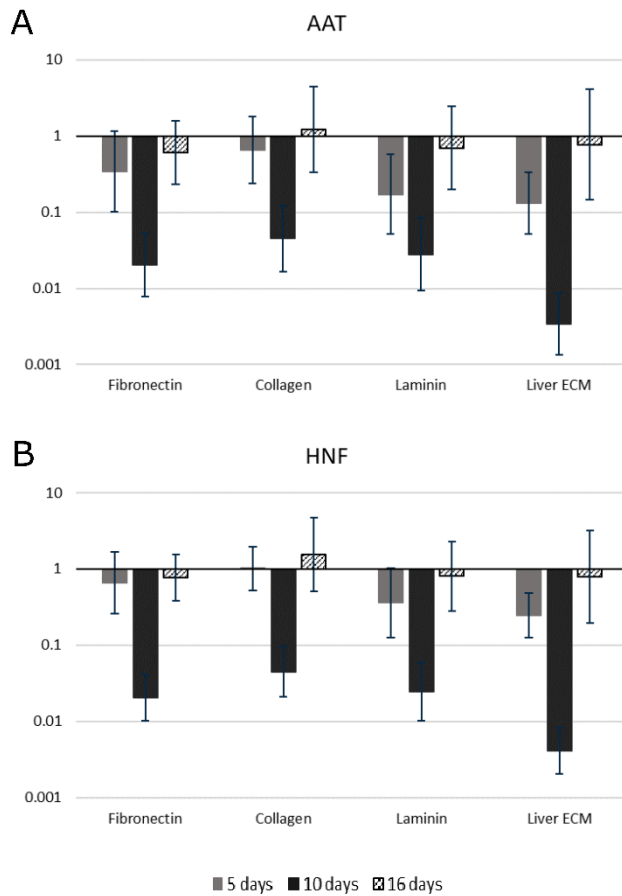 A
AAT
10
1
0.1
0.01
0.001
Fibronectin Collagen Laminin Liver ECM
B
HNF
10
1
0.1
0.01
0.001
Fibronectin Collagen Laminin Liver ECM
5 days 10 days 16 days